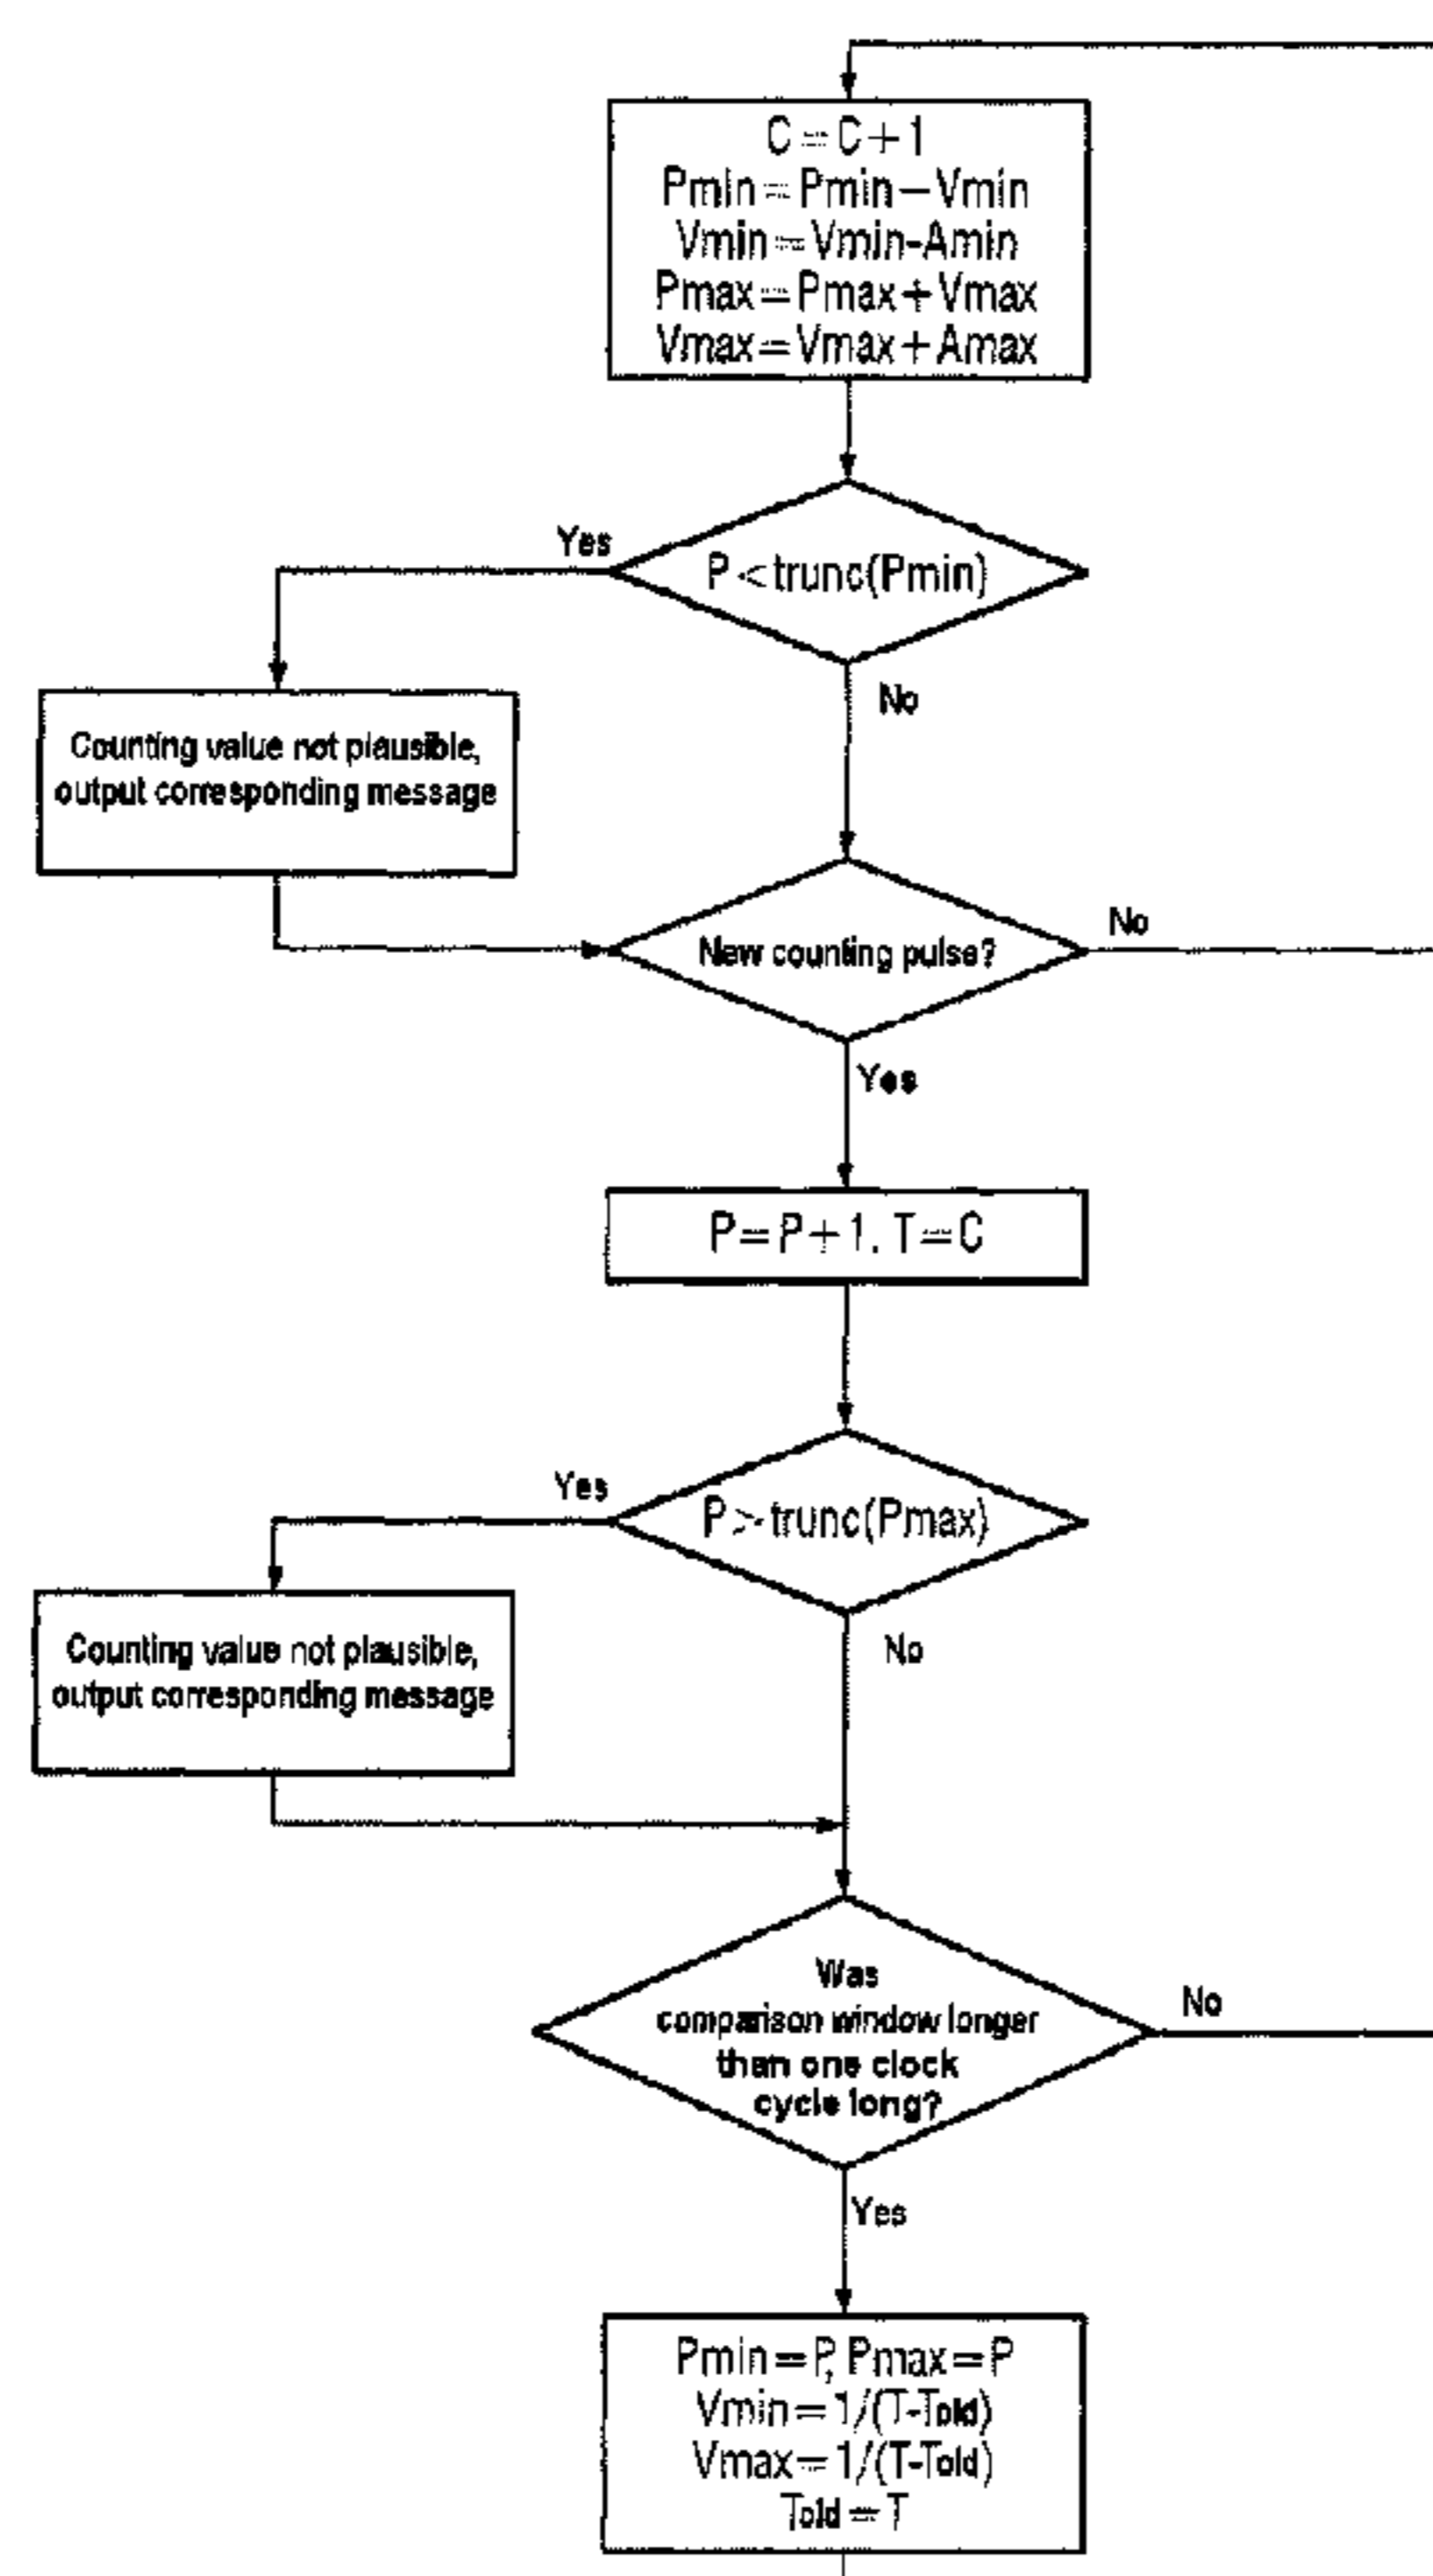 C=C+1
Pmin=Pmin−Vmin
Vmin=Vmin-Amin
Pmax=Pmax+Vmax
Vmax=Vmax+Amax
Yes
P<trunc(Pmin)
No
Counting value not plausible,
output corresponding message
New counting pulse?
No
Yes
P=P+1. T=C
Yes
P>trunc(Pmax)
No
Counting value not plausible,
output corresponding message
Was
comparison window longer
than one clock
cycle long?
No
Yes
Pmin=P, Pmax=P
Vmin=1/(T-Told)
Vmax=1/(T-Told)
Told=T